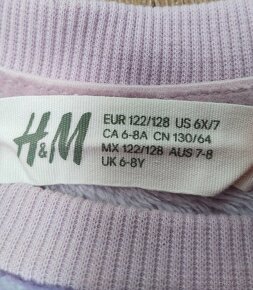 H&M
EUR 122/128 US 6X/7
CA 6-8A CN 130/64
MX 122/128 AUS 7-8
UK 6-8Y